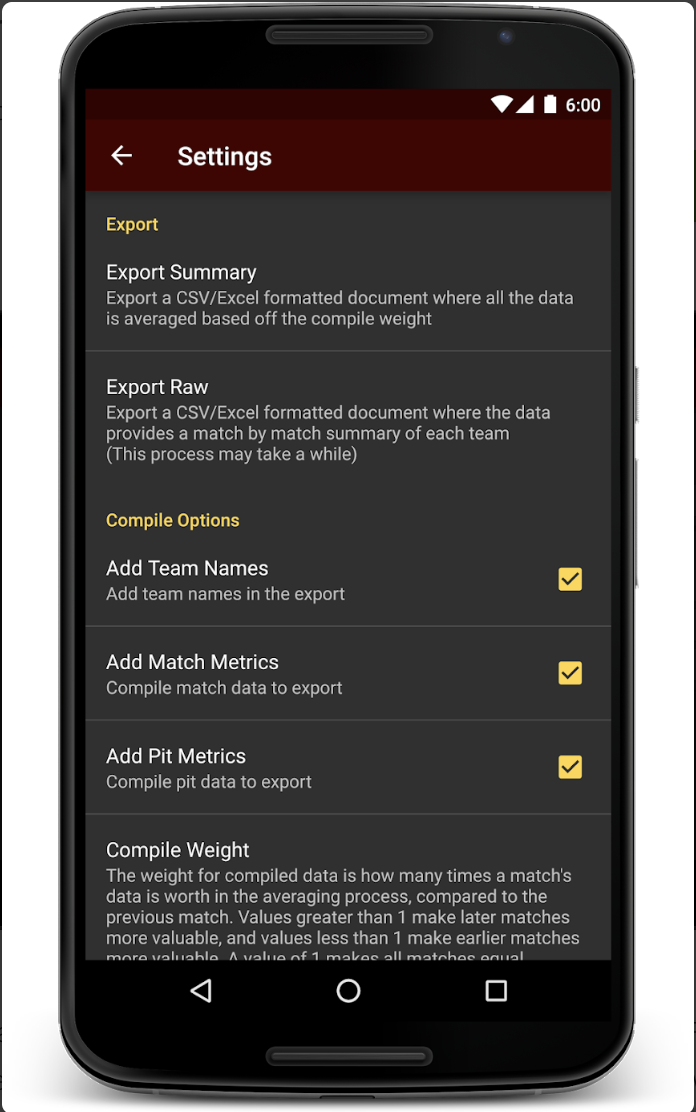 6:00
Settings
Export
Export Summary
Export a CSV/Excel formatted document where all the data
is averaged based off the compile weight
Export Raw
Export a CSV/Excel formatted document where the data
provides a match by match summary of each team
(This process may take a while)
Compile Options
Add Team Names
Add team names in the export
Add Match Metrics
Compile match data to export
Add Pit Metrics
Compile pit data to export
Compile Weight
The weight for compiled data is how many times a match's
data is worth in the averaging process, compared to the
previous match. Values greater than 1 make later matches
more valuable, and values less than 1 make earlier matches
more valuable. A value of 1 makes all matches equal